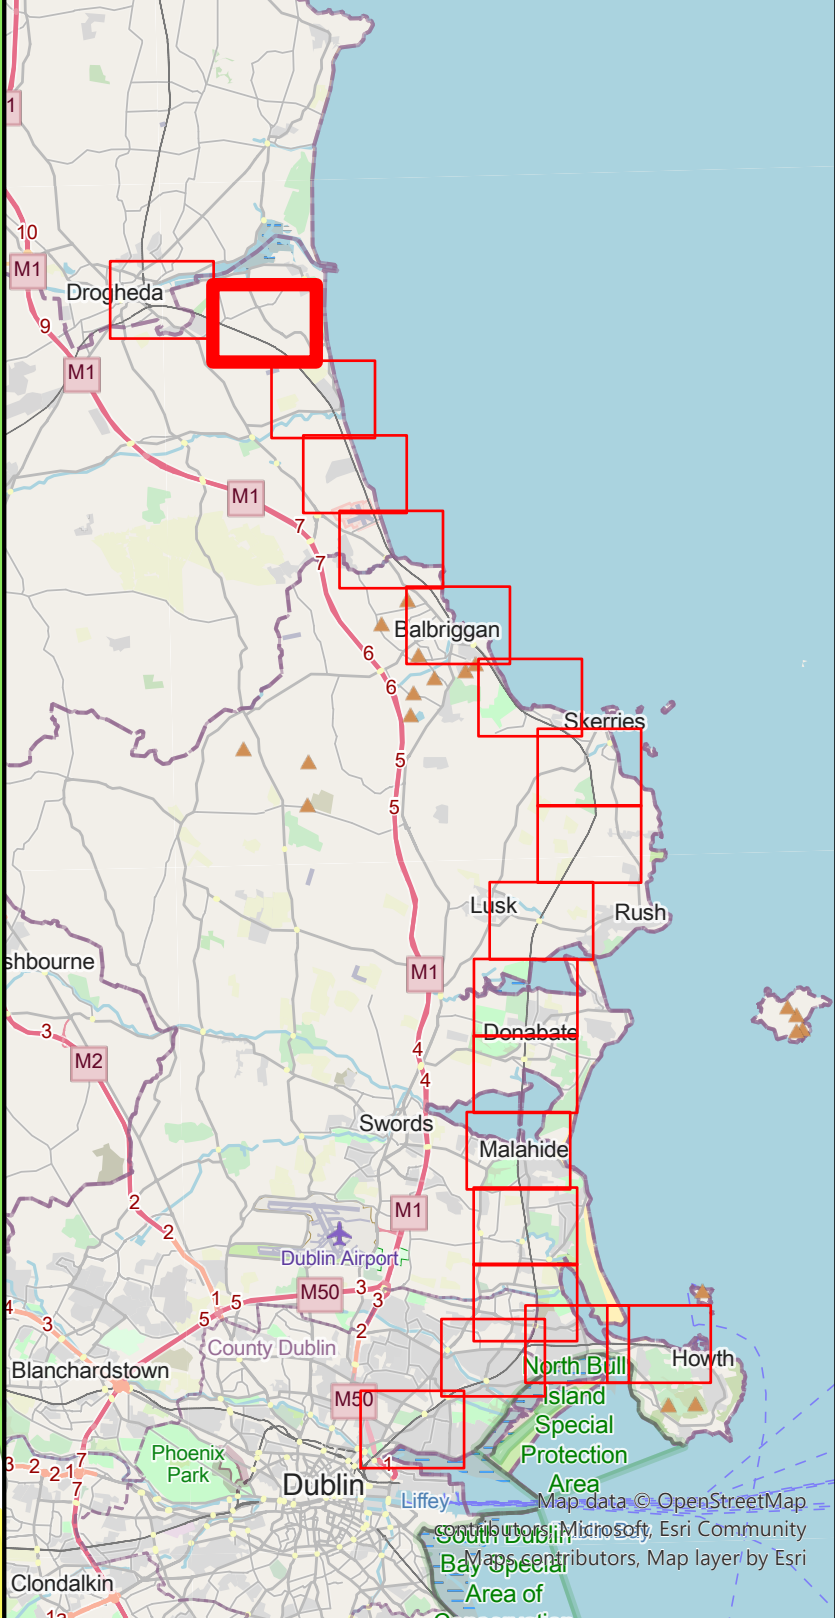 1
10
M1
Drogheda
9
M1
M1
7
7
Balbriggan
6
6
Skerries
5
5
Lusk
Rush
shbourne
M1
3
Donabate
M2
4
4
Swords
Malahide
2
M1
2
Dublin Airport
M50
3
3
1
5
5
4
3
2
County Dublin
Howth
Blanchardstown
North Bull
Island
Special
Protection
Area
M50
Phoenix
Park
7
3
2
2
1
7
1
Dublin
Liffey
Map data © OpenStreetMap
contributors, Microsoft, Esri Community
Maps contributors, Map layer by Esri
South Dublin
Bay Special
Area of
Clondalkin